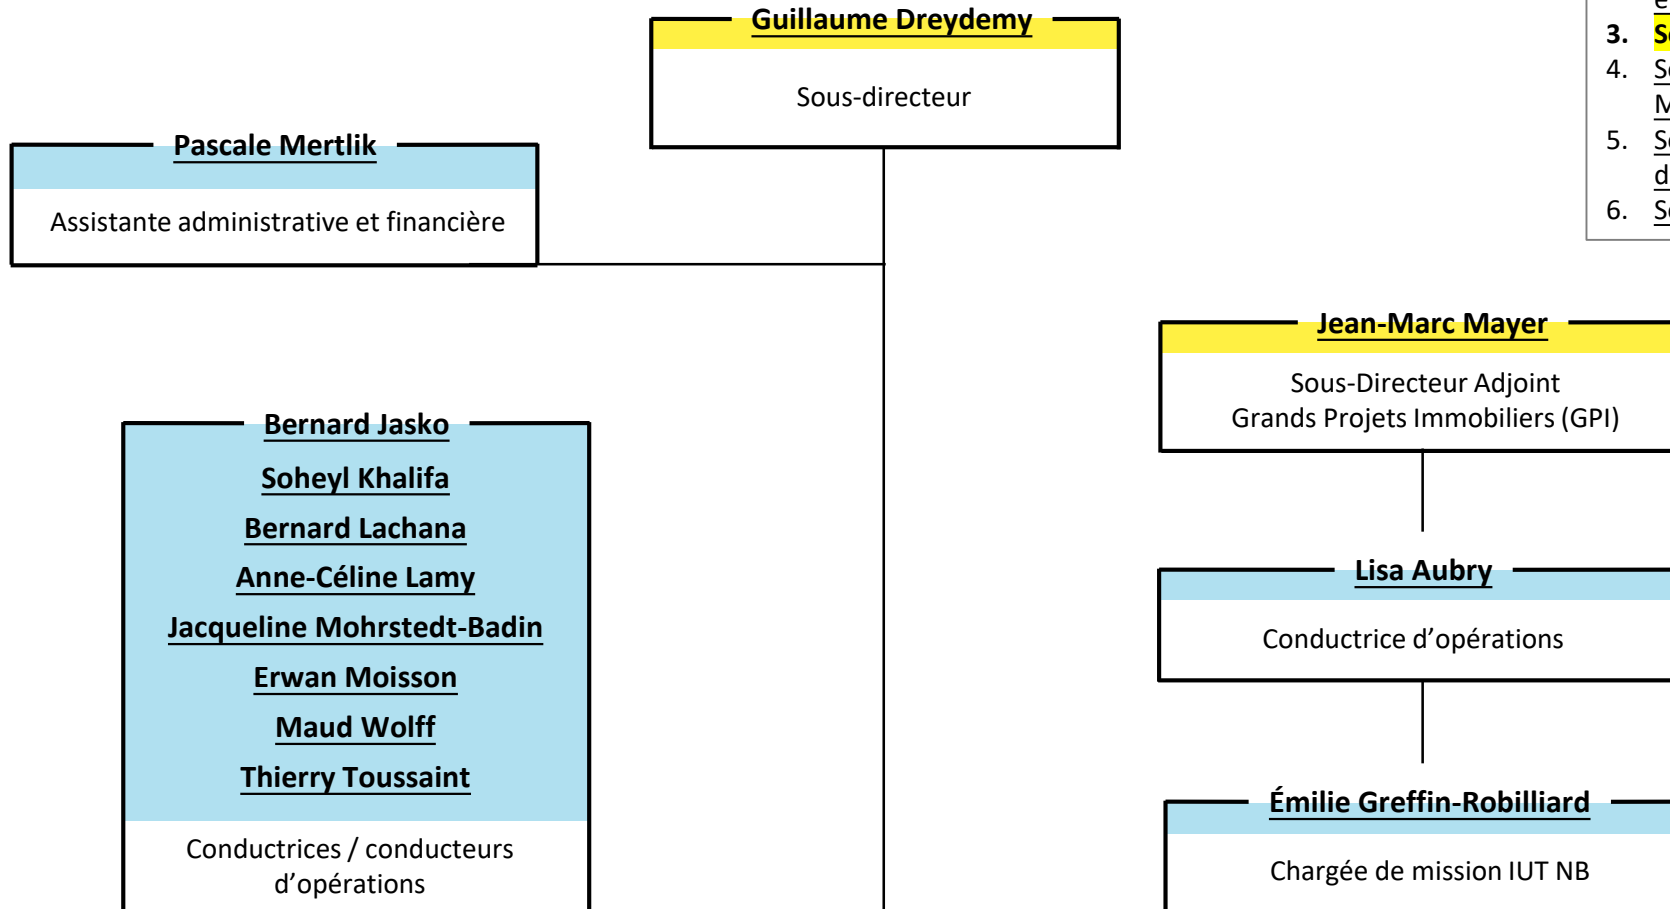 Guillaume Dreydemy
Sous-directeur
Pascale Mertlik
Assistante administrative et financière
3.
4.
5.
6.
Jean-Marc Mayer
Sous-Directeur Adjoint
Grands Projets Immobiliers (GPI)
Bernard Jasko
Soheyl Khalifa
Bernard Lachana
Anne-Céline Lamy
Jacqueline Mohrstedt-Badin
Erwan Moisson
Maud Wolff
Thierry Toussaint
Conductrices / conducteurs
d’opérations
Lisa Aubry
Conductrice d’opérations
Émilie Greffin-Robilliard
Chargée de mission IUT NB